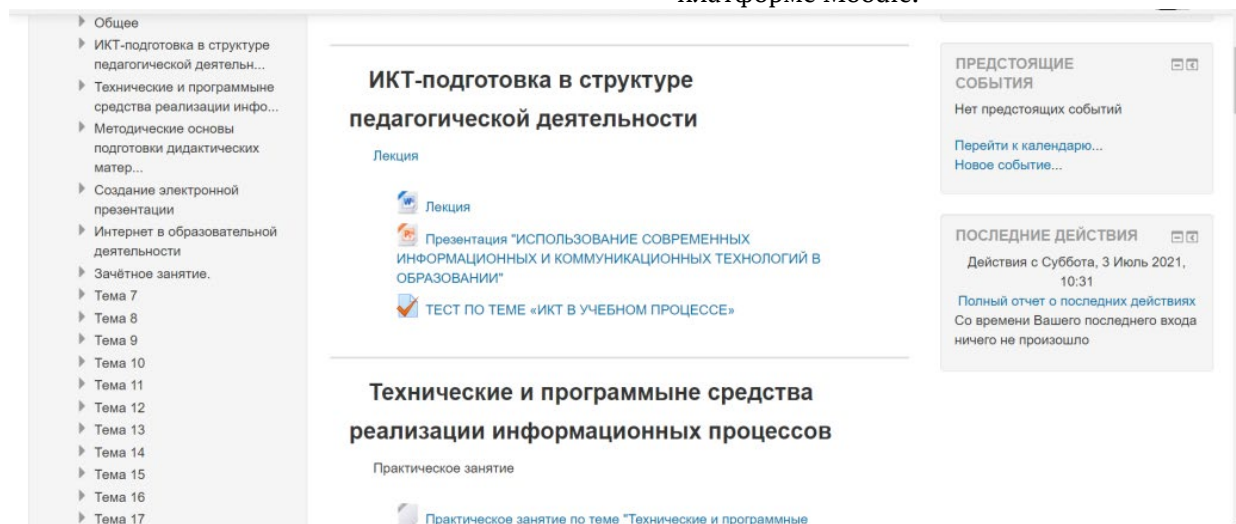 платформе Moodle.
Общее
ИКТ-подготовка в структуре
педагогической деятельн...
Технические и программыне
средства реализации инфо...
Методические основы
подготовки дидактических
матер...
Создание электронной
презентации
Интернет в образовательной
деятельности
Зачётное занятие.
Тема 7
Тема 8
Тема 9
Тема 10
Тема 11
Тема 12
Тема 13
Тема 14
Тема 15
Тема 16
Тема 17
ИКТ-подготовка в структуре
педагогической деятельности
Лекция
Лекция
Презентация "ИСПОЛЬЗОВАНИЕ СОВРЕМЕННЫХ
ИНФОРМАЦИОННЫХ И КОММУНИКАЦИОННЫХ ТЕХНОЛОГИЙ В
ОБРАЗОВАНИИ"
ТЕСТ ПО ТЕМЕ «ИКТ В УЧЕБНОМ ПРОЦЕССЕ»
Технические и программыне средства
реализации информационных процессов
Практическое занятие
Практическое занятие по теме "Технические и программные
ПРЕДСТОЯЩИЕ
СОБЫТИЯ
Нет предстоящих событий
Перейти к календарю...
Новое событие...
ПОСЛЕДНИЕ ДЕЙСТВИЯ
Действия с Суббота, 3 Июль 2021,
10:31
Полный отчет о последних действиях
Со времени Вашего последнего входа
ничего не произошло